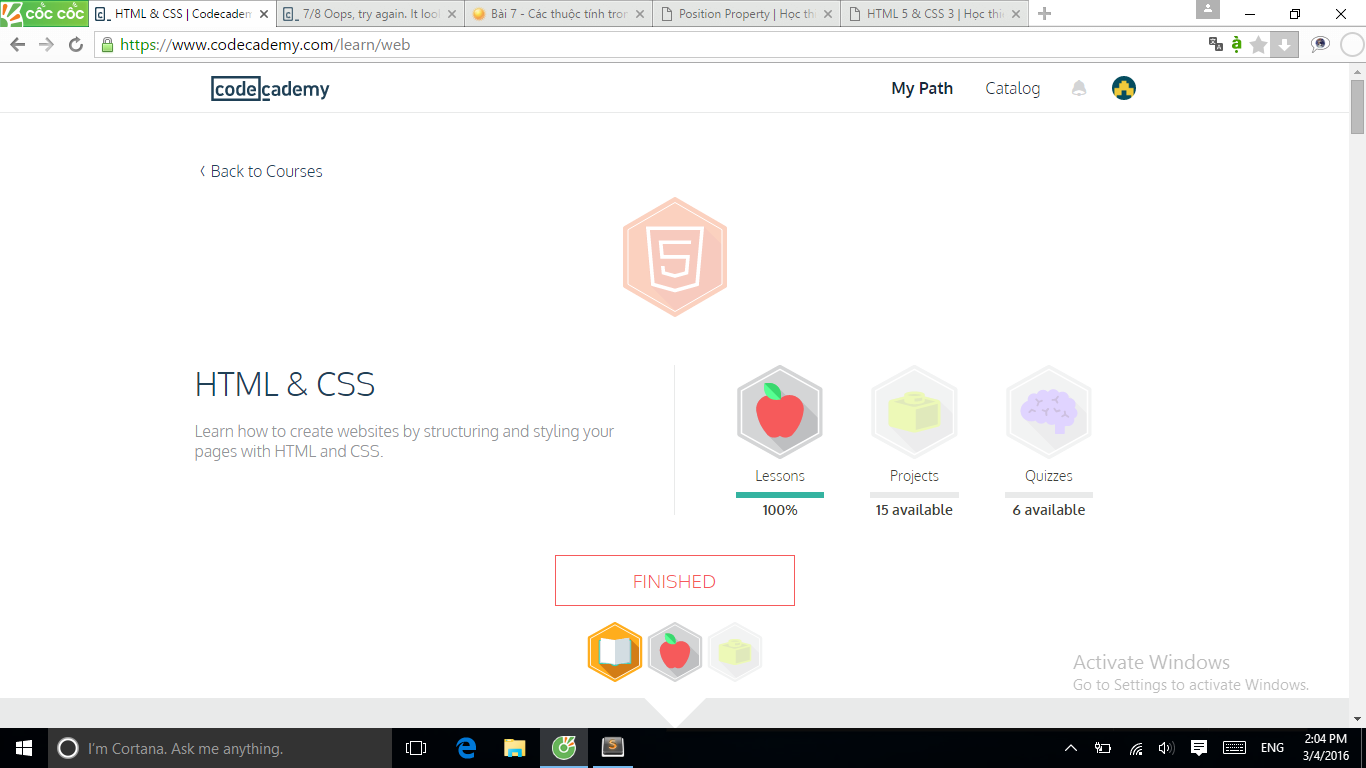 cốc cốc
HTML & CSS | Codecadem
7/8 Oops, try again. It loo
Bài 7 - Các thuộc tính tron
Position Property | Học th
HTML 5 & CSS 3 | Học thi
https://www.codecademy.com/learn/web
codecademy
My Path
Catalog
Back to Courses
HTML & CSS
Learn how to create websites by structuring and styling your
pages with HTML and CSS.
Lessons
100%
Projects
15 available
Quizzes
6 available
FINISHED
Activate Windows
Go to Settings to activate Windows.
I'm Cortana. Ask me anything.
ENG
2:04 PM
3/4/2016